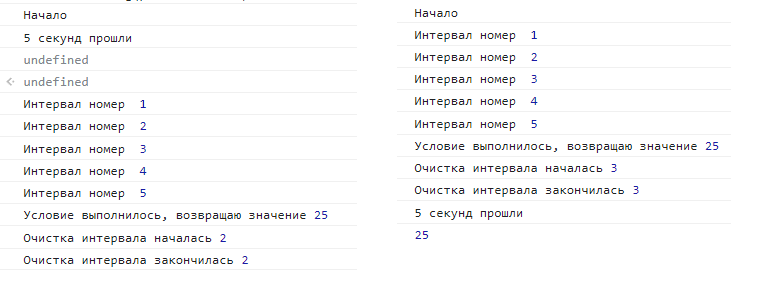 Начало
5 секунд прошли
undefined
undefined
Интервал номер 1
Интервал номер 2
Интервал номер 3
Интервал номер 4
Интервал номер 5
Условие выполнилось, возвращаю значение 25
Очистка интервала началась 2
Очистка интервала закончилась 2
Начало
Интервал номер 1
Интервал номер 2
Интервал номер 3
Интервал номер 4
Интервал номер 5
Условие выполнилось, возвращаю значение 25
Очистка интервала началась 3
Очистка интервала закончилась 3
5 секунд прошли
25